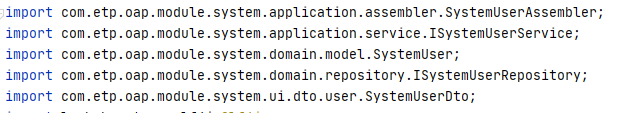 import com.etp.oap.module.system.application.assembler.SystemUserAssembler;
import com.etp.oap.module.system.application.service.ISystemUserService;
import com.etp.oap.module.system.domain.model.SystemUser;
import com.etp.oap.module.system.domain.repository.ISystemUserRepository;
import com.etp.oap.module.system.ui.dto.user.SystemUserDto;